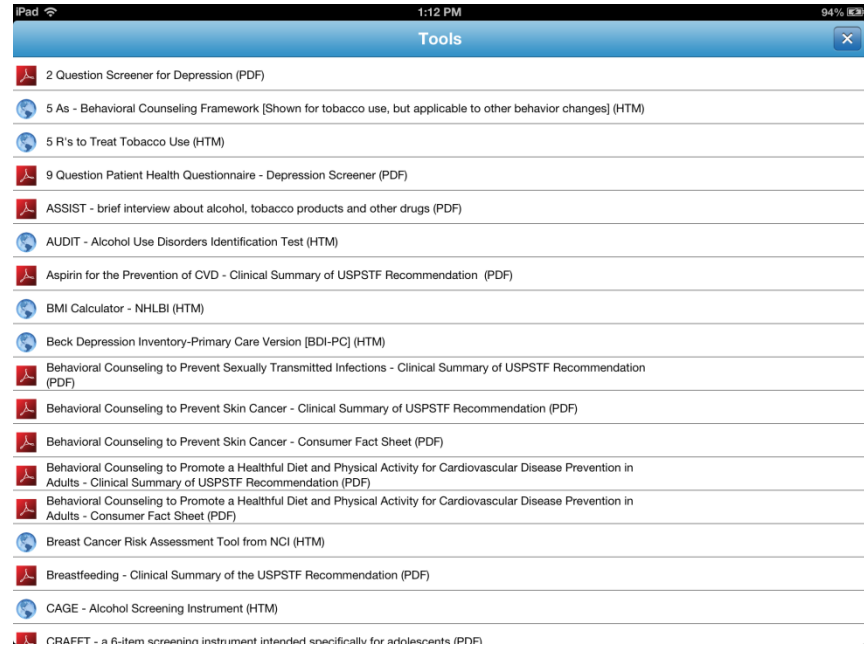 iPad 1:12 PM 94%
Tools
2 Question Screener for Depression (PDF)
5 As - Behavioral Counseling Framework [Shown for tobacco use, but applicable to other behavior changes] (HTM)
5 R's to Treat Tobacco Use (HTM)
9 Question Patient Health Questionnaire - Depression Screener (PDF)
ASSIST - brief interview about alcohol, tobacco products and other drugs (PDF)
AUDIT - Alcohol Use Disorders Identification Test (HTM)
Aspirin for the Prevention of CVD - Clinical Summary of USPSTF Recommendation (PDF)
BMI Calculator - NHLBI (HTM)
Beck Depression Inventory-Primary Care Version [BDI-PC] (HTM)
Behavioral Counseling to Prevent Sexually Transmitted Infections - Clinical Summary of USPSTF Recommendation
(PDF)
Behavioral Counseling to Prevent Skin Cancer - Clinical Summary of USPSTF Recommendation (PDF)
Behavioral Counseling to Prevent Skin Cancer - Consumer Fact Sheet (PDF)
Behavioral Counseling to Promote a Healthful Diet and Physical Activity for Cardiovascular Disease Prevention in
Adults - Clinical Summary of USPSTF Recommendation (PDF)
Behavioral Counseling to Promote a Healthful Diet and Physical Activity for Cardiovascular Disease Prevention in
Adults - Consumer Fact Sheet (PDF)
Breast Cancer Risk Assessment Tool from NCI (HTM)
Breastfeeding - Clinical Summary of the USPSTF Recommendation (PDF)
CAGE - Alcohol Screening Instrument (HTM)
CRAFFT - a 6-item screening instrument intended specifically for adolescents (PDF)